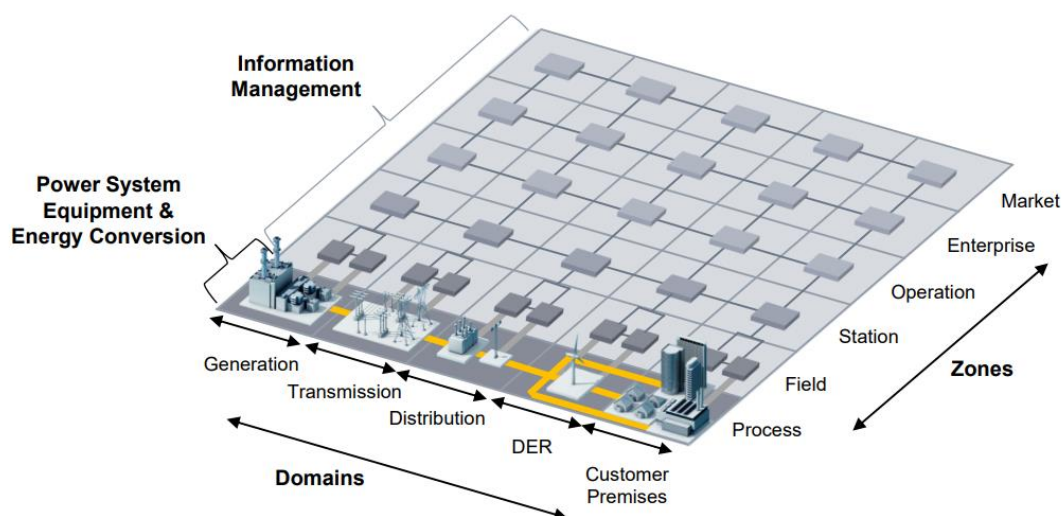 Information
Management
Power System
Equipment &
Energy Conversion
Market
Enterprise
Operation
Station
Zones
Field
Process
Generation
Transmission
Distribution
DER
Customer
Premises
Domains